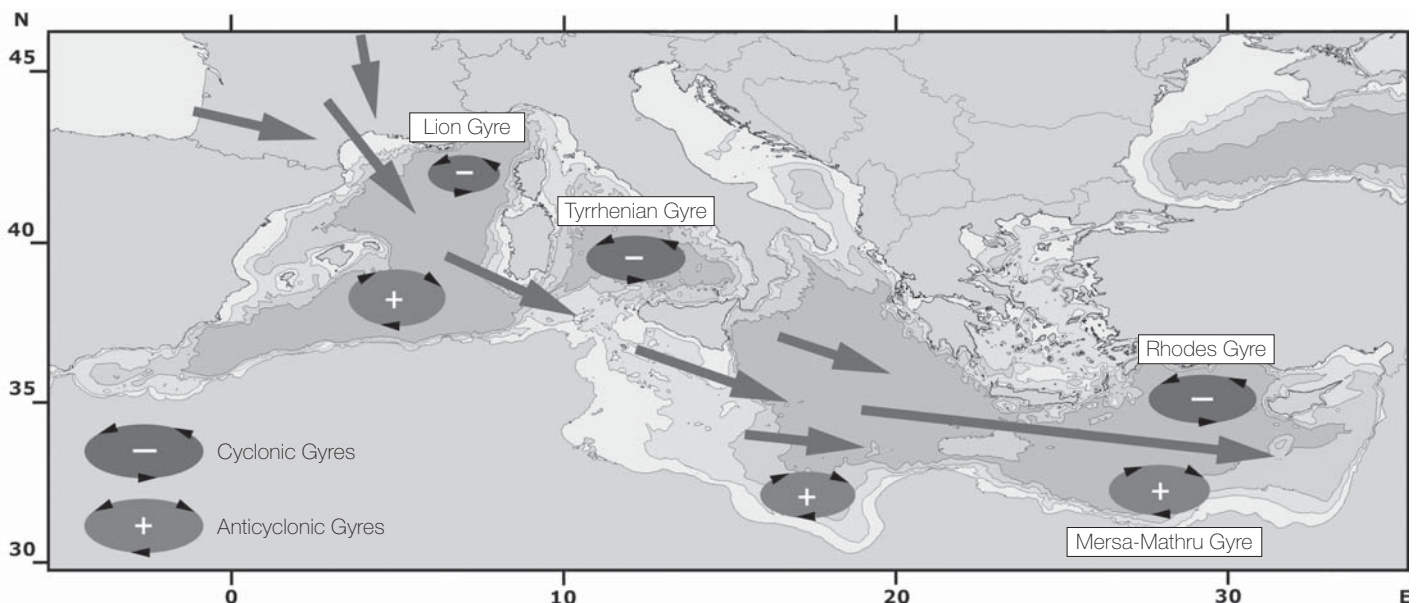 N
45
Lion Gyre
Tyrrhenian Gyre
40
Rhodes Gyre
35
Cyclonic Gyres
Anticyclonic Gyres
Mersa-Mathru Gyre
30
0
10
20
30
E